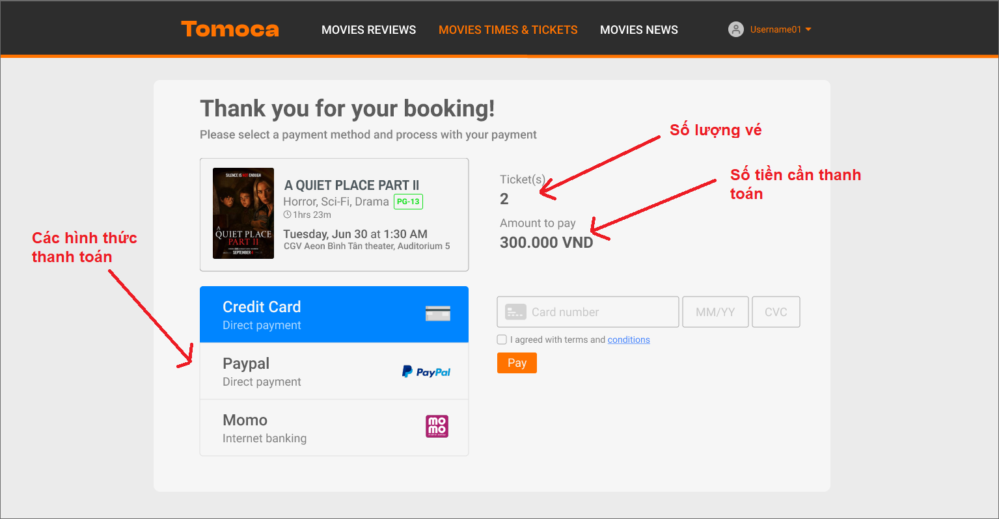 Tomoca
MOVIES REVIEWS
MOVIES TIMES & TICKETS
MOVIES NEWS
Username01
Thank you for your booking!
Please select a payment method and process with your payment
Số lượng vé
Số tiền cần thanh
toán
SILENCE IS NOT ENOUGH
A
QUIET PLACE
PART II
SEPTEMBER
A QUIET PLACE PART II
Horror, Sci-Fi, Drama PG-13
1hrs 23m
Tuesday, Jun 30 at 1:30 AM
CGV Aeon Bình Tân theater, Auditorium 5
Ticket(s)
2
Amount to pay
300.000 VND
Các hình thức
thanh toán
Credit Card
Direct payment
Paypal
Direct payment
PayPal
Momo
Internet banking
mo
mo
Card number
MM/YY
CVC
I agreed with terms and conditions
Pay